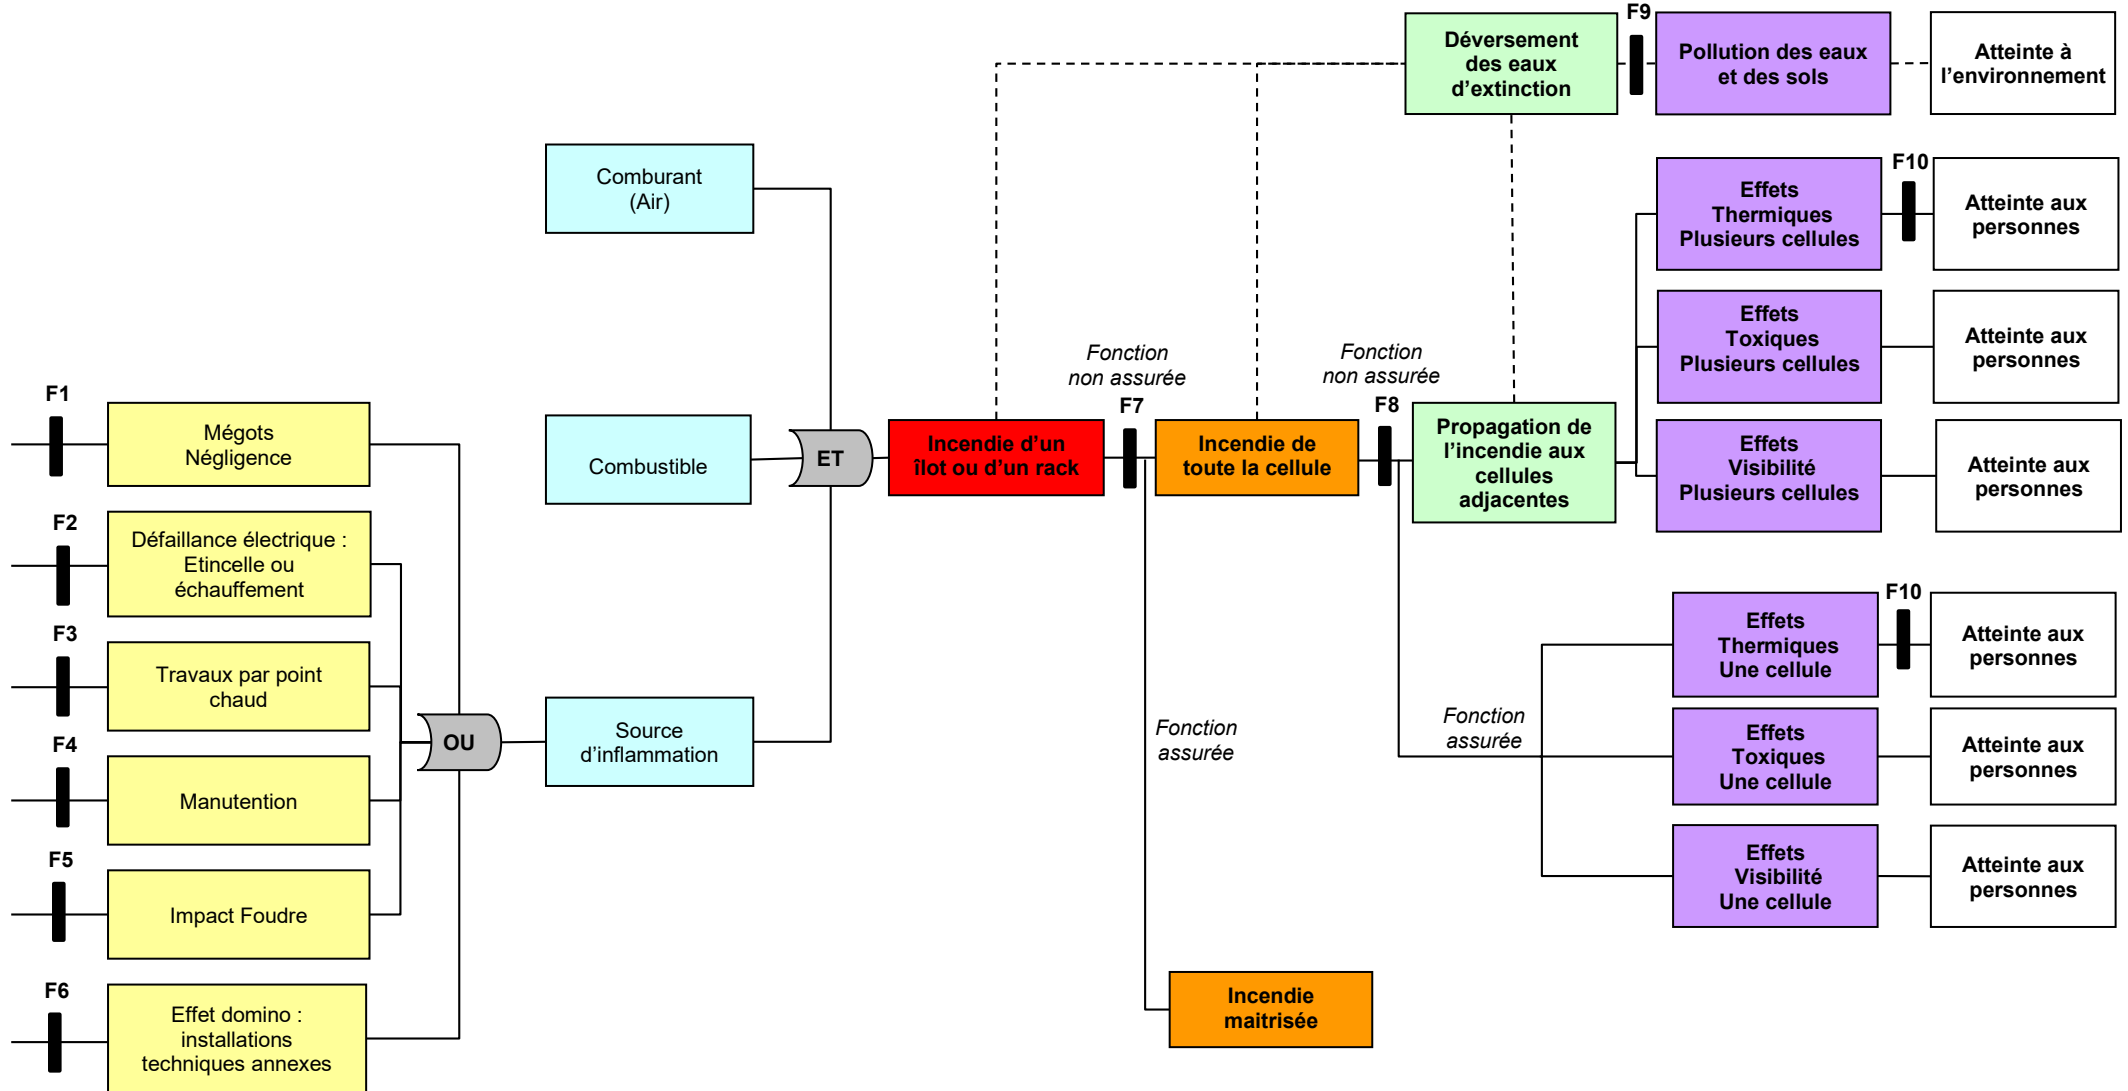 F9
Déversement
des eaux
d'extinction
Pollution des eaux
et des sols
Atteinte à
l'environnement
Comburant
(Air)
F10
Effets
Thermiques
Plusieurs cellules
Atteinte aux
personnes
Effets
Toxiques
Plusieurs cellules
Atteinte aux
personnes
Fonction
non assurée
Fonction
non assurée
F1
Mégots
Négligence
Combustible
ET
Incendie d'un
îlot ou d'un rack
F7
Incendie de
toute la cellule
F8
Propagation de
l'incendie aux
cellules
adjacentes
Effets
Visibilité
Plusieurs cellules
Atteinte aux
personnes
F2
Défaillance électrique :
Etincelle ou
échauffement
F3
Travaux par point
chaud
F10
Effets
Thermiques
Une cellule
Atteinte aux
personnes
F4
Manutention
OU
Source
d'inflammation
Fonction
assurée
Fonction
assurée
Effets
Toxiques
Une cellule
Atteinte aux
personnes
F5
Impact Foudre
Effets
Visibilité
Une cellule
Atteinte aux
personnes
F6
Effet domino :
installations
techniques annexes
Incendie
maitrisée